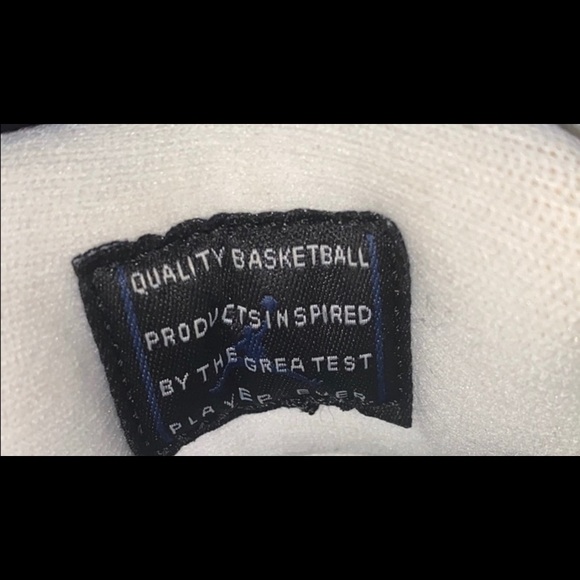 QUALITY BASKETBALL
PRODUCTS INSPIRED
BY THE GREATEST
PLAYER EVER